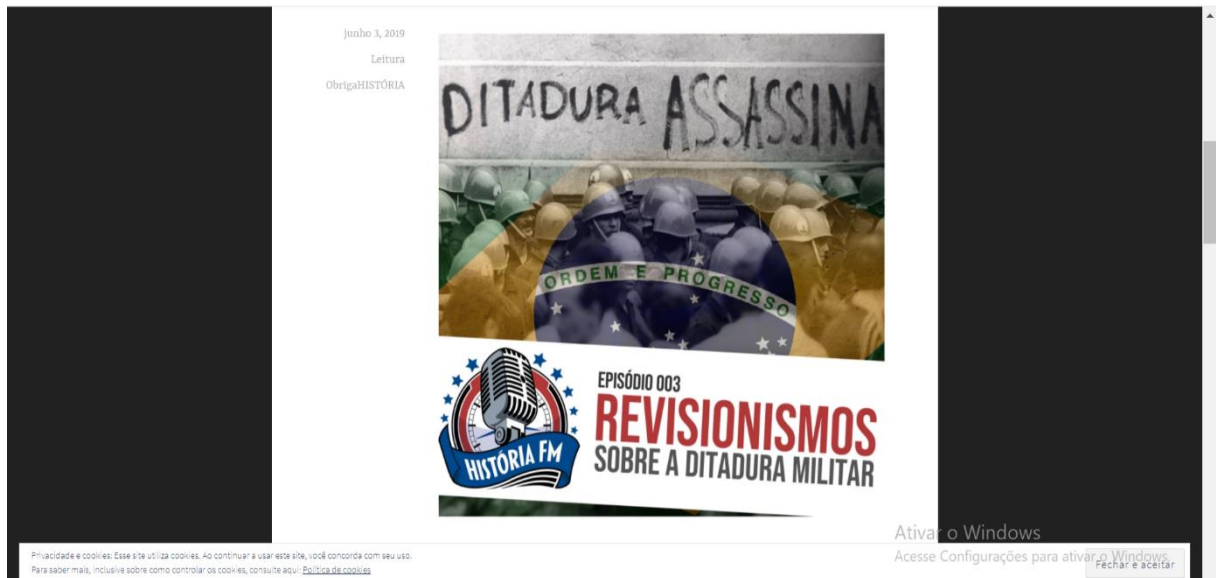 junho 3, 2019
Leitura
ObrigaHISTÓRIA
DITADURA ASSASSINA
ORDEM E PROGRESSO
EPISÓDIO 003
REVISIONISMOS
SOBRE A DITADURA MILITAR
HISTÓRIA FM
Ativar o Windows
Acesse Configurações para ativar o Windows.
Privacidade e cookies: Esse site utiliza cookies. Ao continuar a usar este site, você concorda com seu uso.
Para saber mais, inclusive sobre como controlar os cookies, consulte aqui: Política de cookies
Fechar e aceitar